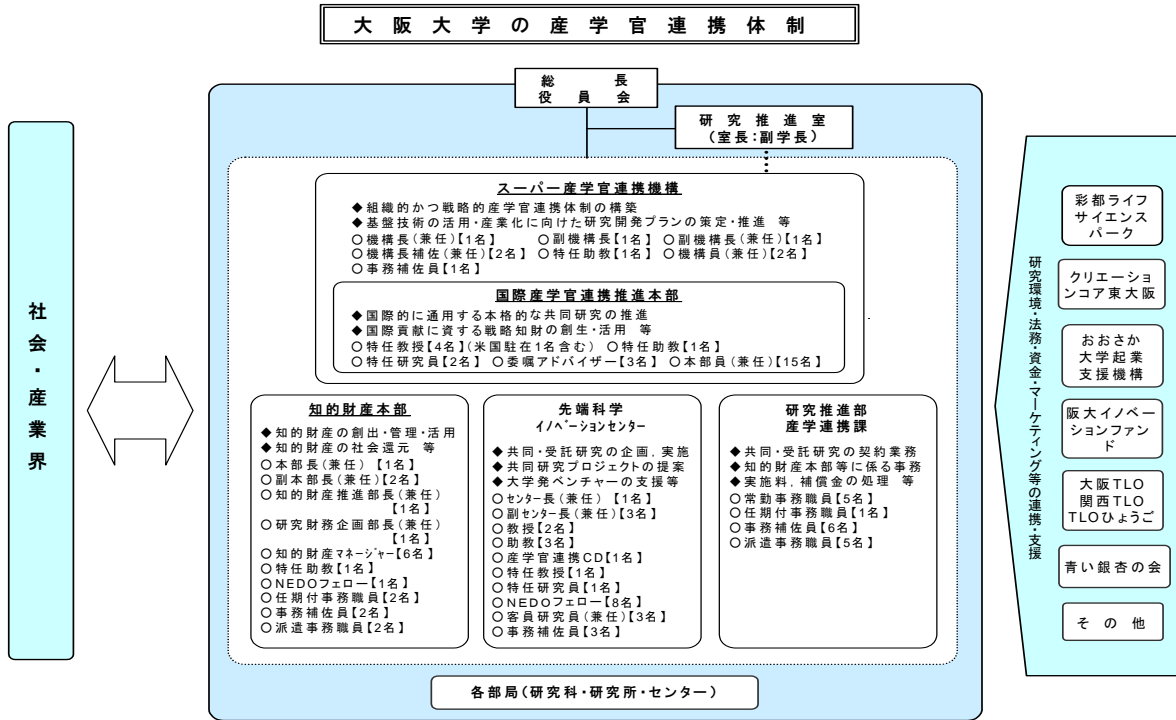 大阪大学の産学官連携体制
総長
役員会
研究推進室
(室長:副学長)
社会・産業界
スーパー産学官連携機構
◆組織的かつ戦略的産学官連携体制の構築
◆基盤技術の活用・産業化に向けた研究開発プランの策定・推進 等
○機構長(兼任)【1名】 ○副機構長【1名】 ○副機構長(兼任)【1名】
○機構長補佐(兼任)【2名】 ○特任助教【1名】 ○機構員(兼任)【2名】
○事務補佐員【1名】
国際産学官連携推進本部
◆国際的に通用する本格的な共同研究の推進
◆国際貢献に資する戦略知財の創生・活用 等
○特任教授【4名】(米国駐在1名含む) ○特任助教【1名】
○特任研究員【2名】 ○委嘱アドバイザー【3名】 ○本部員(兼任)【15名】
知的財産本部
◆知的財産の創出・管理・活用
◆知的財産の社会還元 等
○本部長(兼任) 【1名】
○副本部長(兼任)【2名】
○知的財産推進部長(兼任)
【1名】
○研究財務企画部長(兼任)
【1名】
○知的財産マネージャー【6名】
○特任助教【1名】
○NEDOフェロー【1名】
○任期付事務職員【2名】
○事務補佐員【2名】
○派遣事務職員【2名】
先端科学
イノベーションセンター
◆共同・受託研究の企画,実施
◆共同研究プロジェクトの提案
◆大学発ベンチャーの支援等
○センター長(兼任) 【1名】
○副センター長(兼任)【3名】
○教授【2名】
○助教【3名】
○産学官連携CD【1名】
○特任教授【1名】
○特任研究員【1名】
○NEDOフェロー【8名】
○客員研究員(兼任)【3名】
○事務補佐員【3名】
研究推進部
産学連携課
◆共同・受託研究の契約業務
◆知的財産本部等に係る事務
◆実施料,補償金の処理 等
○常勤事務職員【5名】
○任期付事務職員【1名】
○事務補佐員【6名】
○派遣事務職員【5名】
各部局(研究科・研究所・センター)
研究環境・法務・資金・マーケティング等の連携・支援
彩都ライフ
サイエンス
パーク
クリエーショ
ンコア東大阪
おおさか
大学起業
支援機構
阪大イノベー
ションファン
ド
大阪TLO
関西TLO
TLOひょうご
青い銀杏の会
その他